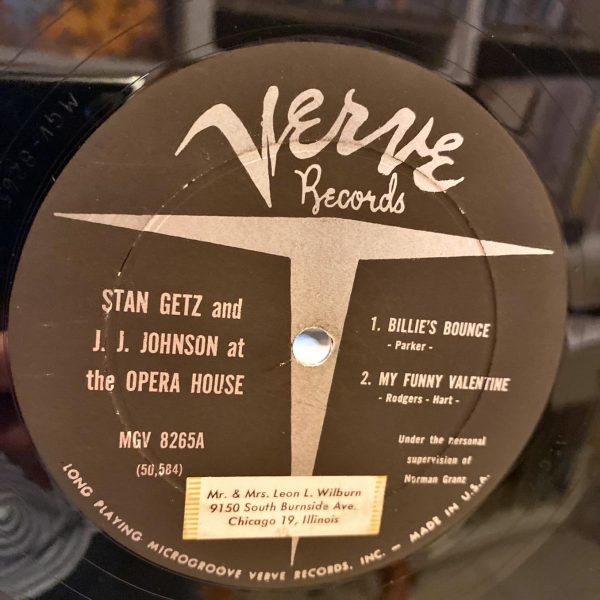 VERVE
Records
STAN GETZ and
J. J. JOHNSON at
the OPERA HOUSE
MGV 8265A
(50,584)
1. BILLIE'S BOUNCE
- Parker -
2. MY FUNNY VALENTINE
- Rodgers - Hart -
Under the personal
supervision of
Norman Granz
Mr. & Mrs. Leon L. Wilburn
9150 South Burnside Ave.
Chicago 19, Illinois
LONG PLAYING MICROGROOVE VERVE RECORDS, INC. — MADE IN U.S.A.
MGV-8265